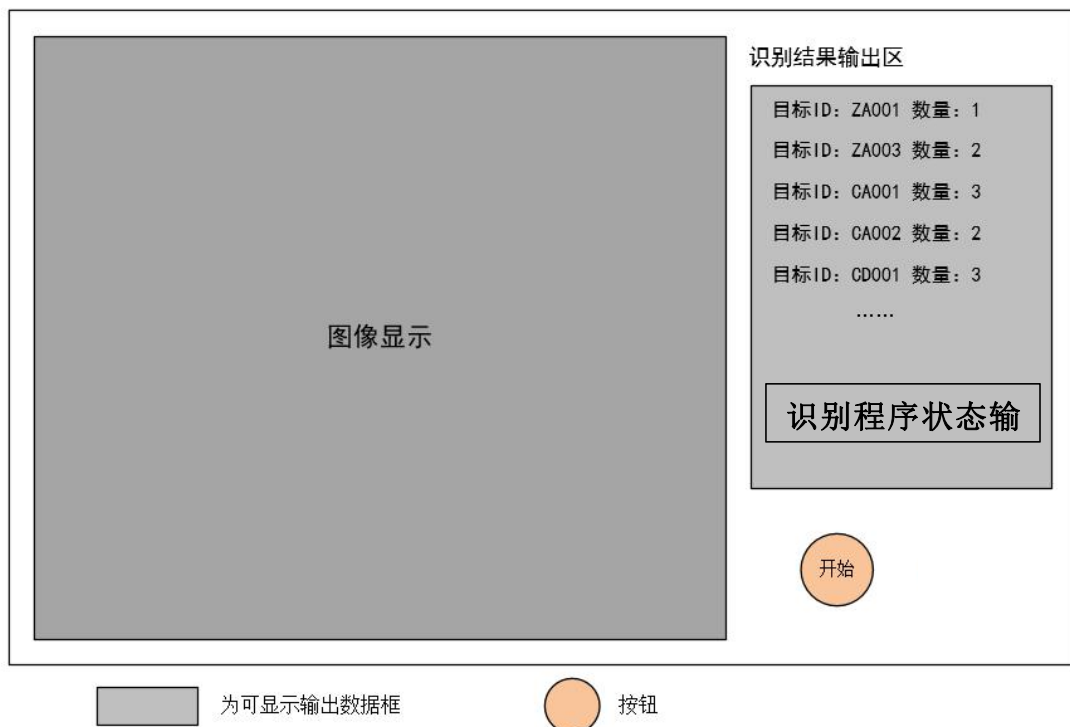 识别结果输出区
目标ID: ZA001 数量: 1
目标ID: ZA003 数量: 2
目标ID: CA001 数量: 3
目标ID: CA002 数量: 2
目标ID: CD001 数量: 3
……
图像显示
识别程序状态输
开始
为可显示输出数据框
按钮